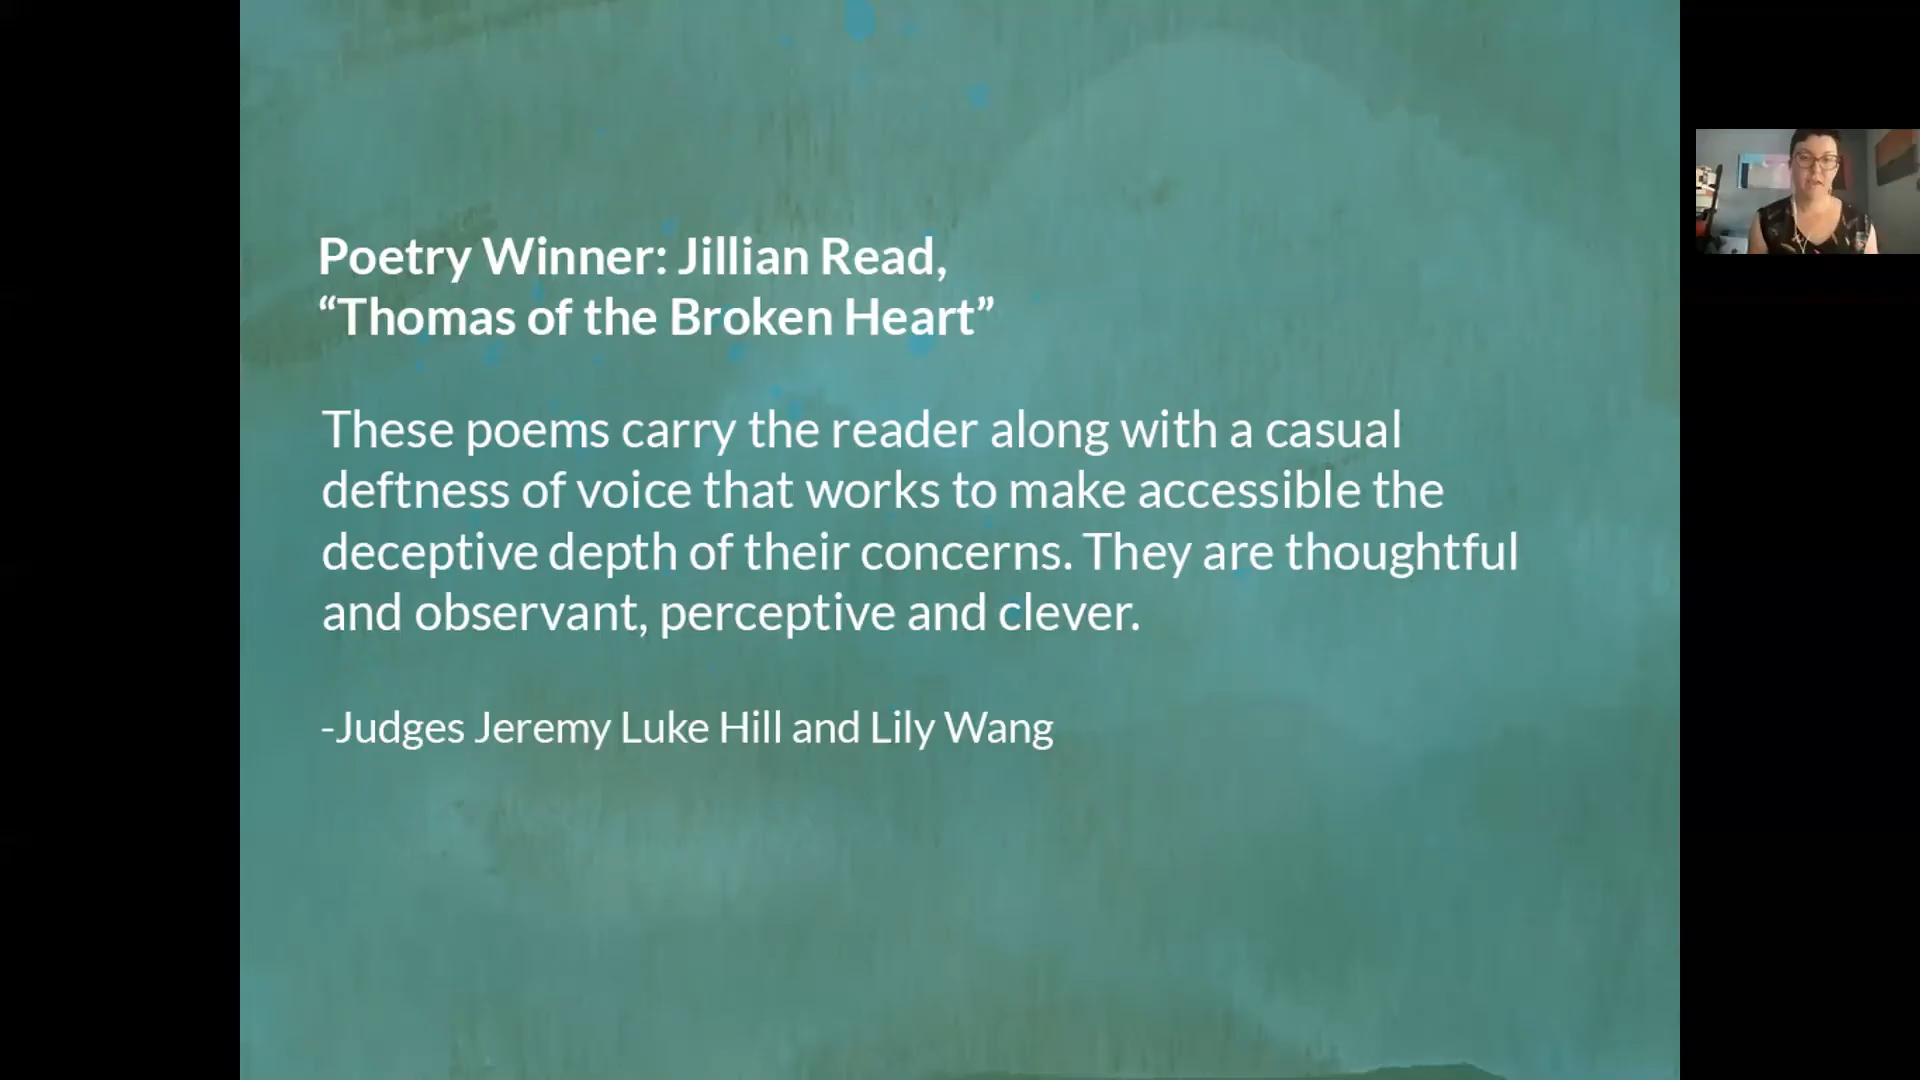 Poetry Winner: Jillian Read,
“Thomas of the Broken Heart”
These poems carry the reader along with a casual
deftness of voice that works to make accessible the
deceptive depth of their concerns. They are thoughtful
and observant, perceptive and clever.
-Judges Jeremy Luke Hill and Lily Wang